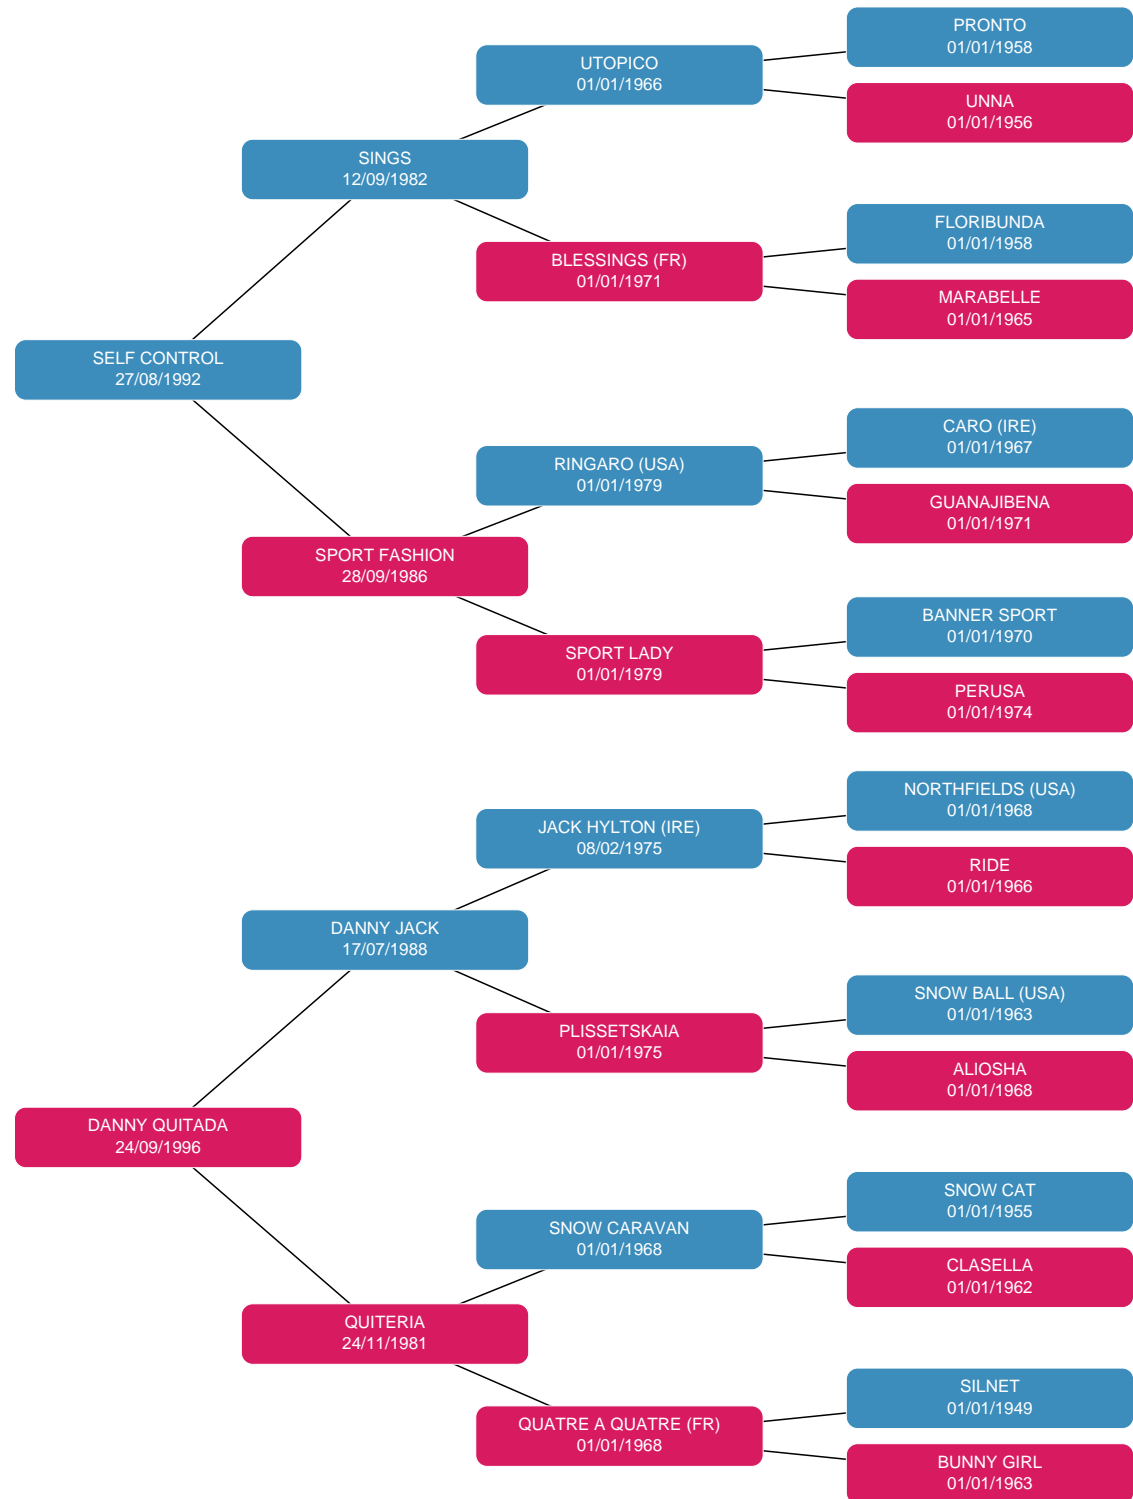 PRONTO
01/01/1958
UTOPICO
01/01/1966
UNNA
01/01/1956
SINGS
12/09/1982
FLORIBUNDA
01/01/1958
BLESSINGS (FR)
01/01/1971
MARABELLE
01/01/1965
SELF CONTROL
27/08/1992
CARO (IRE)
01/01/1967
RINGARO (USA)
01/01/1979
GUANAJIBENA
01/01/1971
SPORT FASHION
28/09/1986
BANNER SPORT
01/01/1970
SPORT LADY
01/01/1979
PERUSA
01/01/1974
NORTHFIELDS (USA)
01/01/1968
JACK HYLTON (IRE)
08/02/1975
RIDE
01/01/1966
DANNY JACK
17/07/1988
SNOW BALL (USA)
01/01/1963
PLISSETSKAIA
01/01/1975
ALIOSHA
01/01/1968
DANNY QUITADA
24/09/1996
SNOW CAT
01/01/1955
SNOW CARAVAN
01/01/1968
CLASELLA
01/01/1962
QUITERIA
24/11/1981
SILNET
01/01/1949
QUATRE A QUATRE (FR)
01/01/1968
BUNNY GIRL
01/01/1963